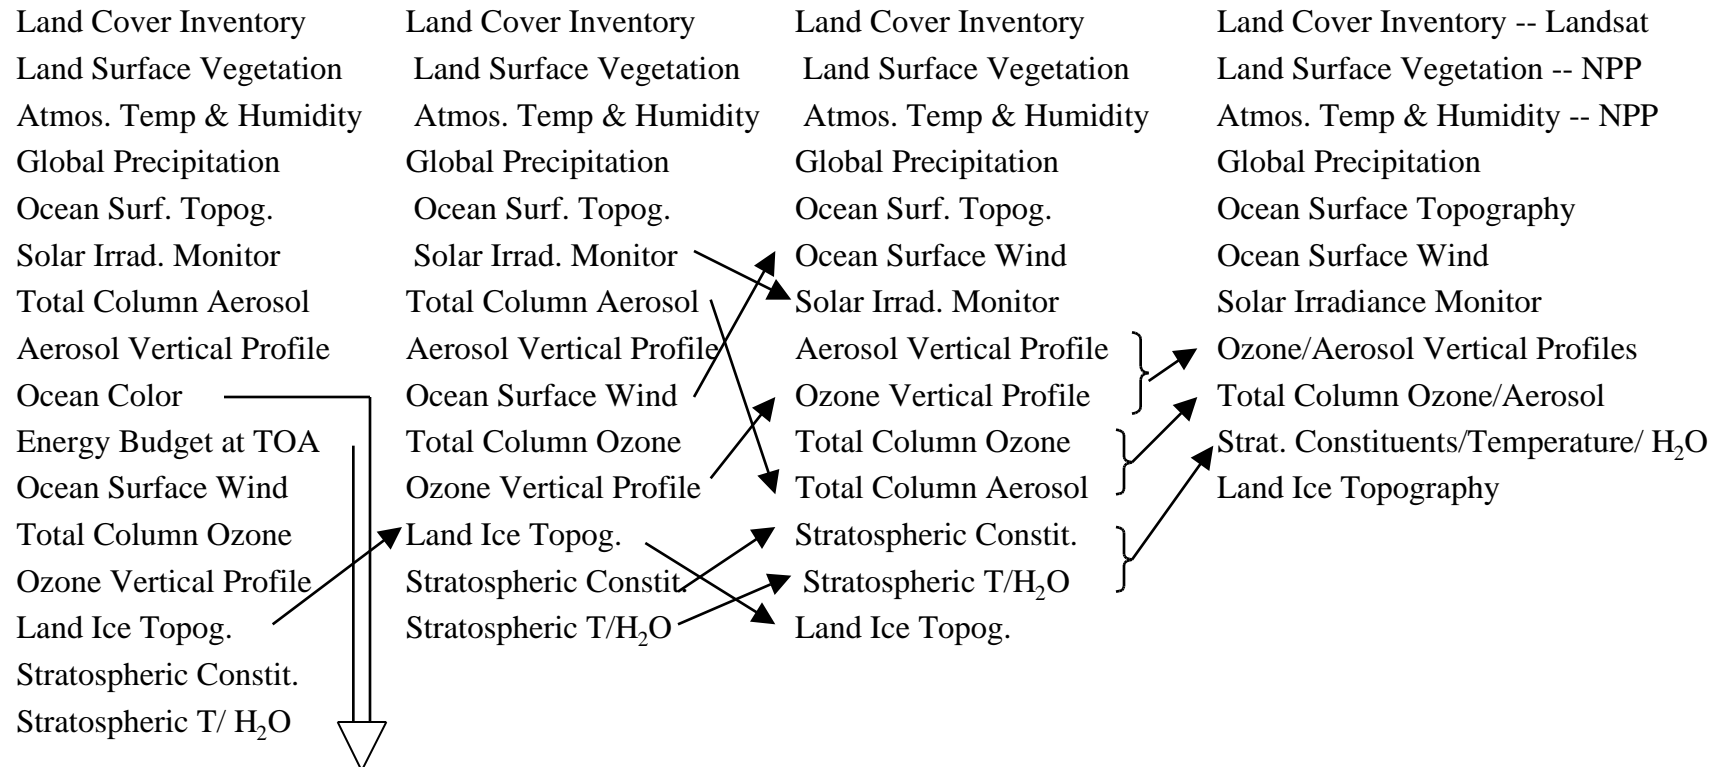 Land Cover Inventory
Land Surface Vegetation
Atmos. Temp & Humidity
Global Precipitation
Ocean Surf. Topog.
Solar Irrad. Monitor
Total Column Aerosol
Aerosol Vertical Profile
Ocean Color
Energy Budget at TOA
Ocean Surface Wind
Total Column Ozone
Ozone Vertical Profile
Land Ice Topog.
Stratospheric Constit.
Stratospheric T/ H₂O
Land Cover Inventory
Land Surface Vegetation
Atmos. Temp & Humidity
Global Precipitation
Ocean Surf. Topog.
Solar Irrad. Monitor
Total Column Aerosol
Aerosol Vertical Profile
Ocean Surface Wind
Total Column Ozone
Ozone Vertical Profile
Land Ice Topog.
Stratospheric Constit.
Stratospheric T/H₂O
Land Cover Inventory
Land Surface Vegetation
Atmos. Temp & Humidity
Global Precipitation
Ocean Surf. Topog.
Ocean Surface Wind
Solar Irrad. Monitor
Aerosol Vertical Profile
Ozone Vertical Profile
Total Column Ozone
Total Column Aerosol
Stratospheric Constit.
Stratospheric T/H₂O
Land Ice Topog.
Land Cover Inventory -- Landsat
Land Surface Vegetation -- NPP
Atmos. Temp & Humidity -- NPP
Global Precipitation
Ocean Surface Topography
Ocean Surface Wind
Solar Irradiance Monitor
Ozone/Aerosol Vertical Profiles
Total Column Ozone/Aerosol
Strat. Constituents/Temperature/ H₂O
Land Ice Topography